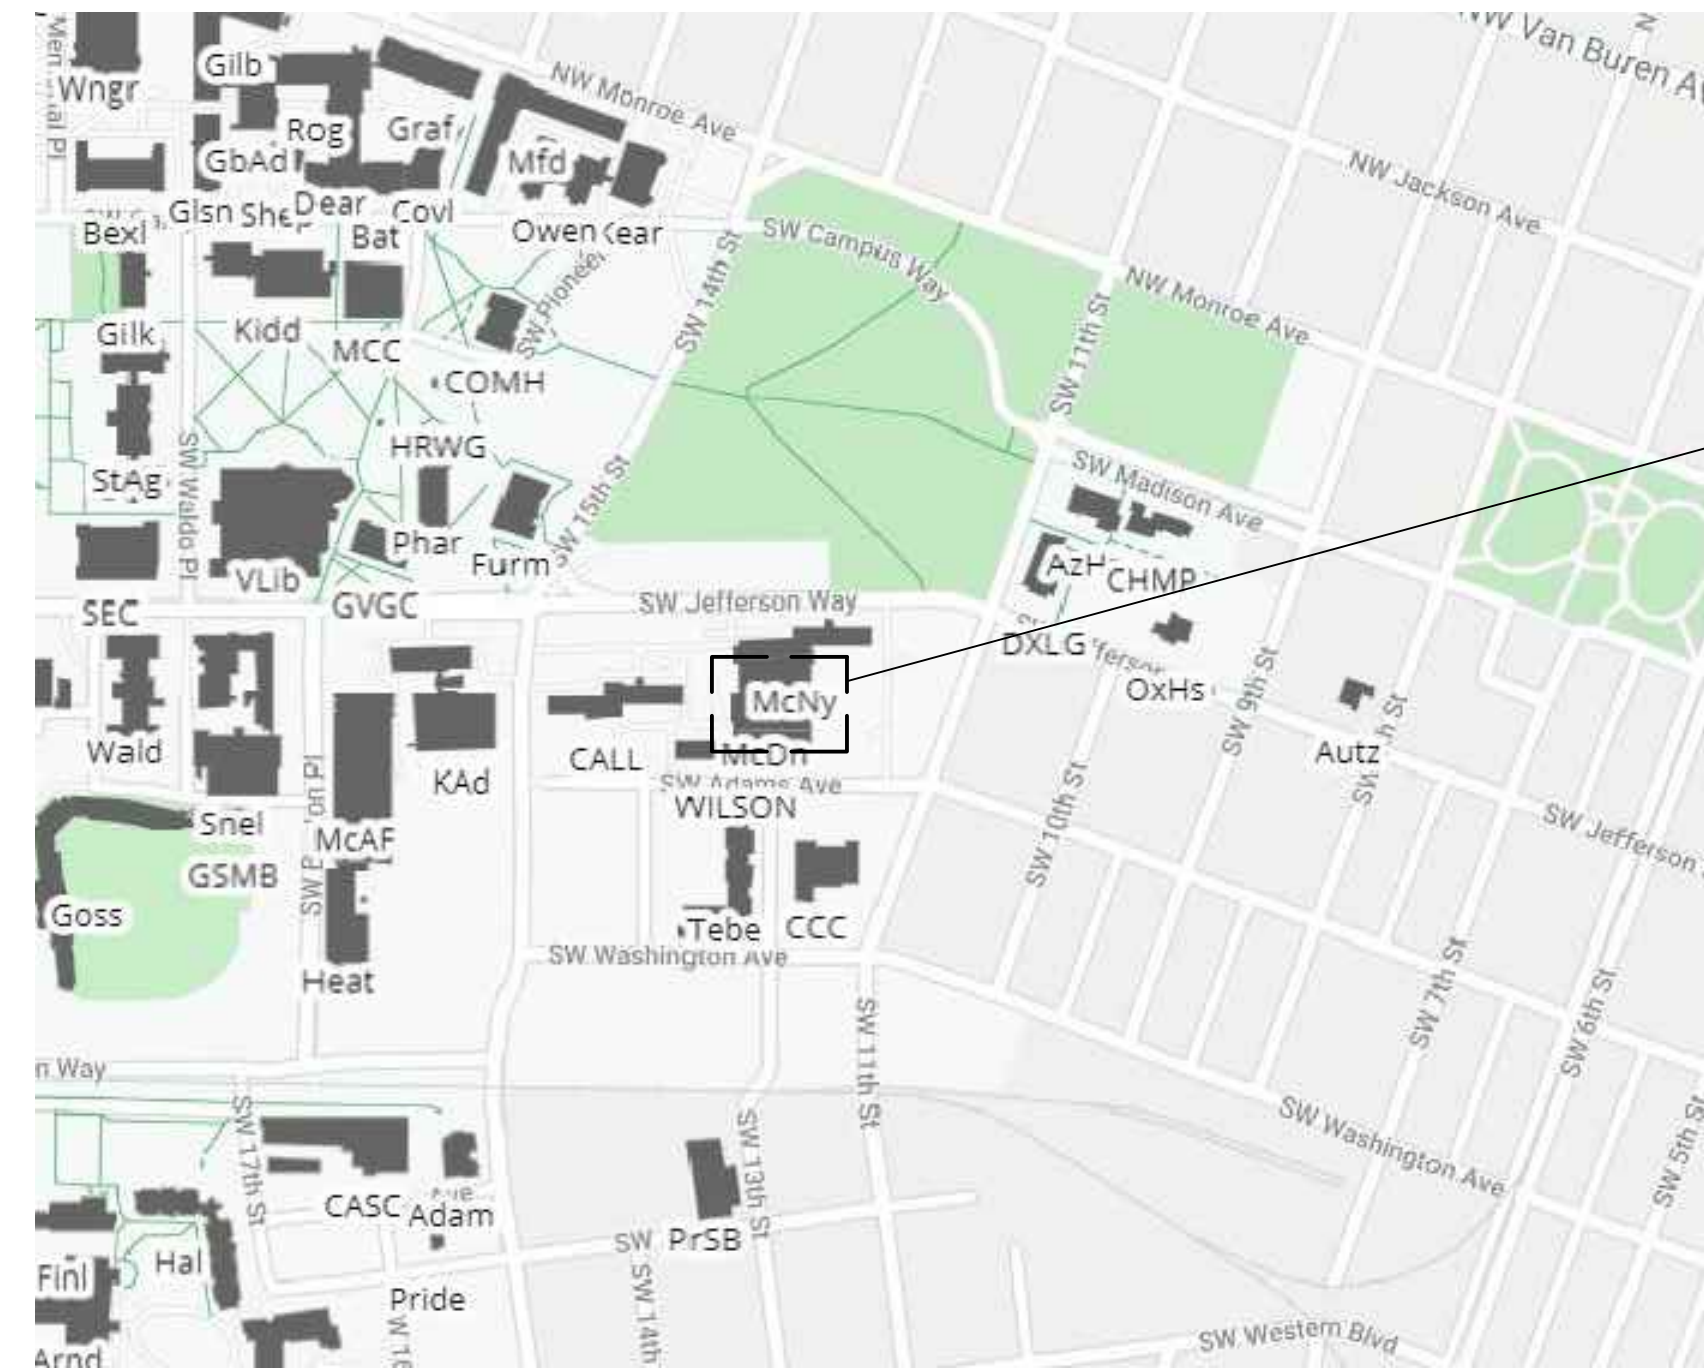 NW Van Buren Av
Gilb
Wngr
NW Monroe Ave
Rog
Graf
GbAd
Mfd
NW Jackson Ave
Glsn
Dear
Covl
Bexl
Bat
Owen
SW Campus Way
SW 14th St
SW Pioneer
NW Monroe Ave
Gilk
Kidd
MCC
SW 11th St
COMH
HRWG
SW Madison Ave
StAg
SW Waldo Pl
SW 15th St
Phar
Furm
VLib
CHMP
SEC
GVGC
SW Jefferson Way
DXLG
OxHs
SW 9th St
McNy
Wald
CALL
McDn
Autz
KAd
SW Adams Ave
WILSON
SW 10th St
Snel
McAF
SW Jefferson
GSMB
Goss
Tebe
CCC
SW Washington Ave
Heat
SW 7th St
SW 6th St
SW 11th St
n Way
SW 17th St
SW 13th St
SW Washington Ave
SW 5th St
CASC
Adam
SW
PrSB
Hal
Finl
Pride
SW 14th
SW Western Blvd
Arnd